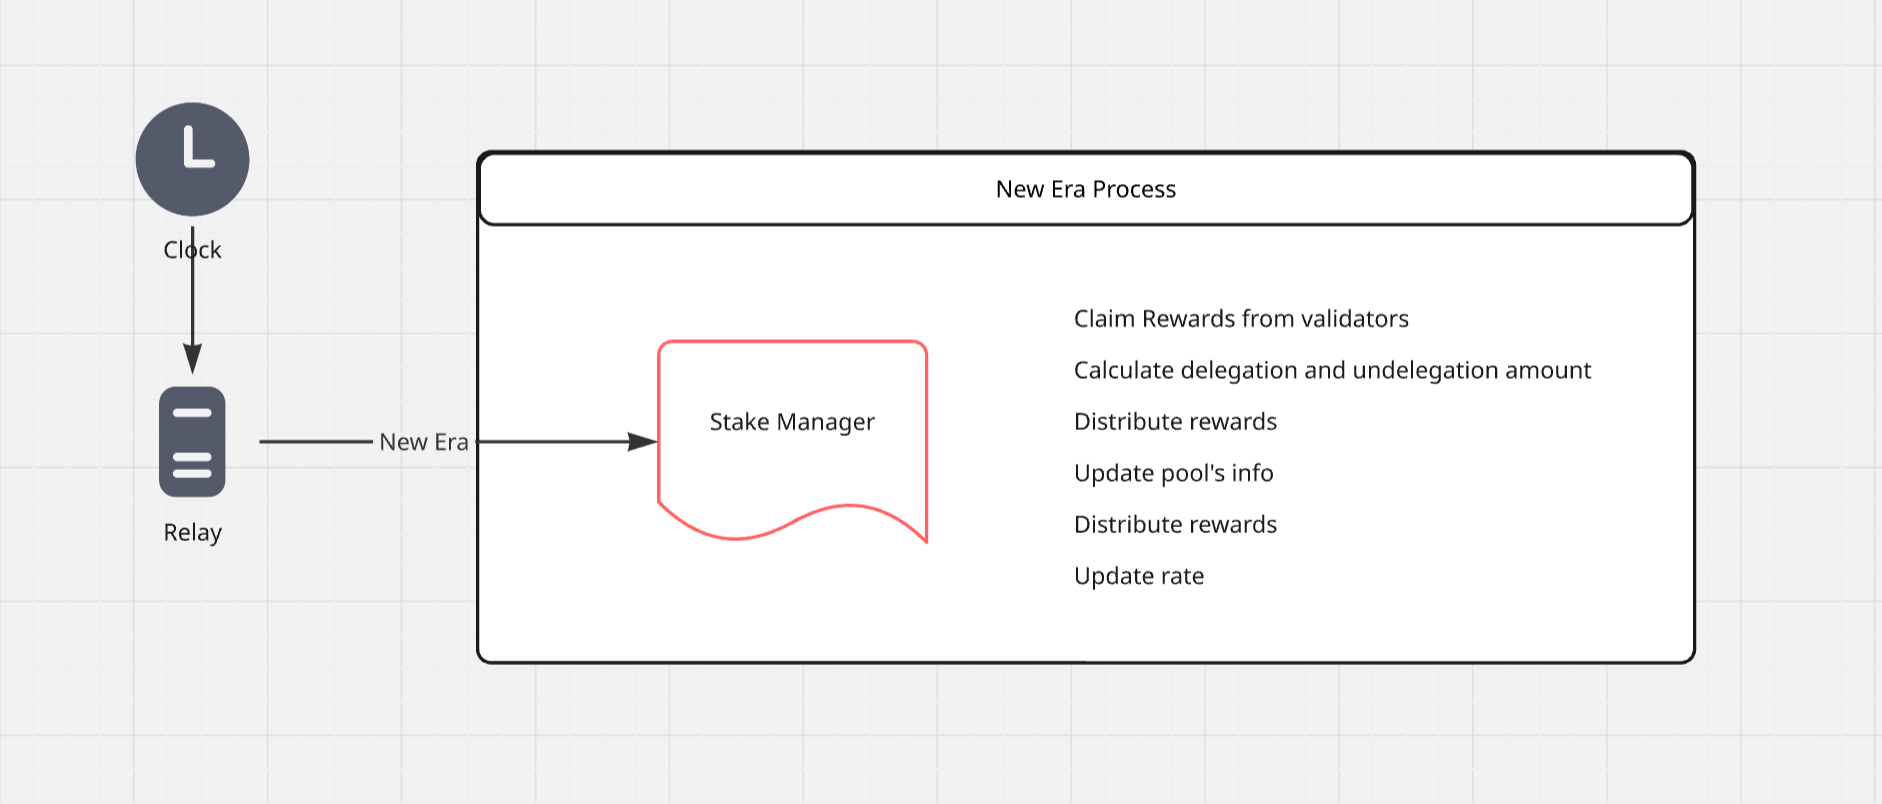 Clock
New Era Process
Claim Rewards from validators
Calculate delegation and undelegation amount
Stake Manager
Distribute rewards
New Era
Update pool's info
Relay
Distribute rewards
Update rate